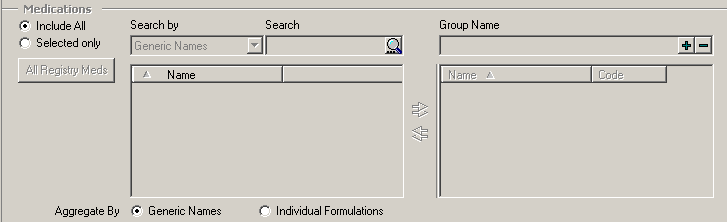 Medications
Include All
Selected only
All Registry Meds
Search by
Search
Generic Names
Name
Group Name
Name
Code
Aggregate By
Generic Names
Individual Formulations